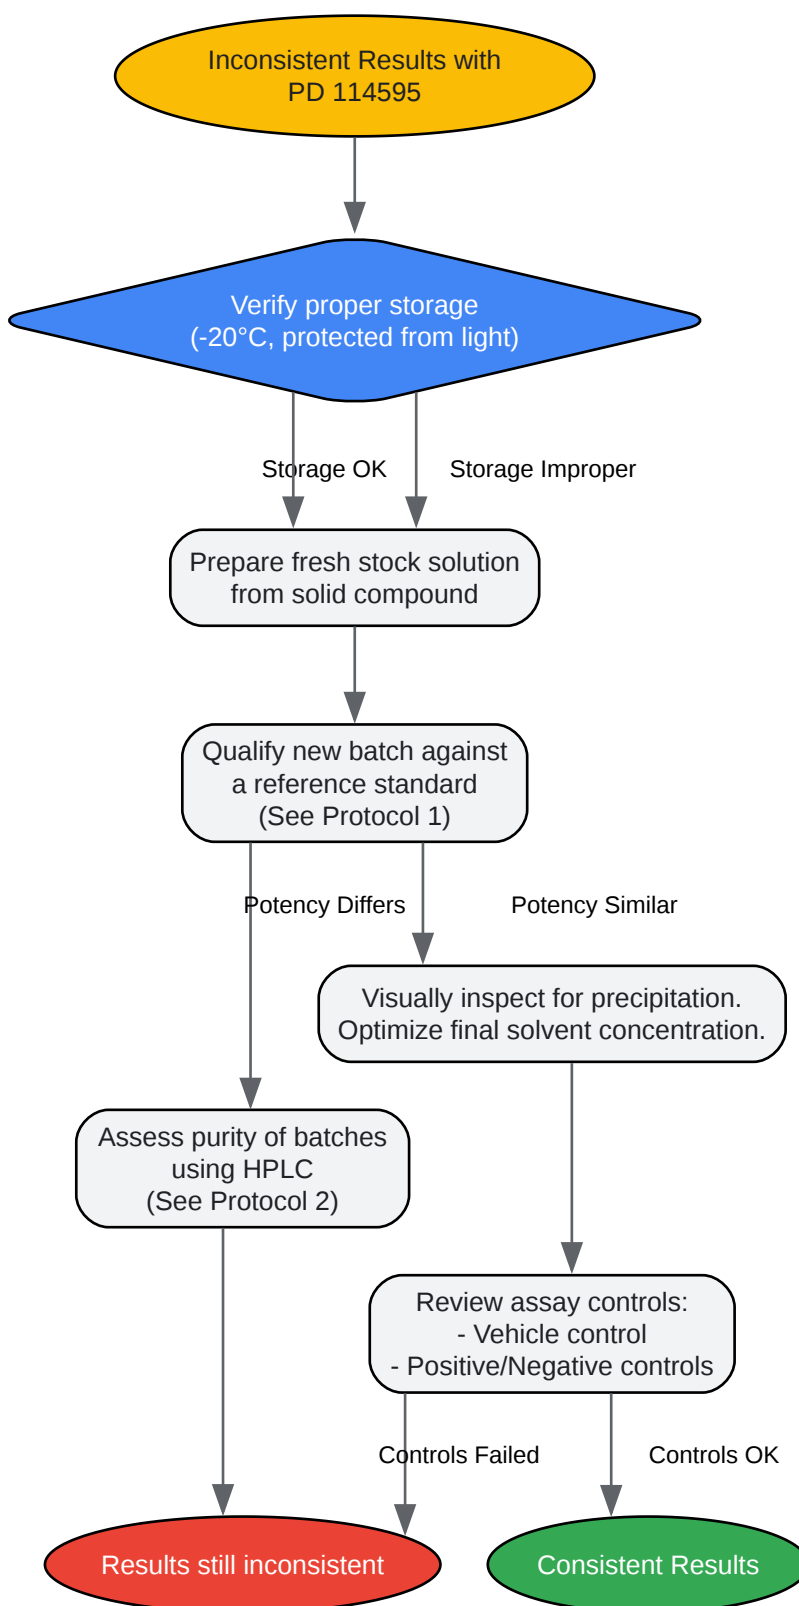 Inconsistent Results with
PD 114595
Verify proper storage
(-20°C, protected from light)
Storage OK
Storage Improper
Prepare fresh stock solution
from solid compound
Qualify new batch against
a reference standard
(See Protocol 1)
Potency Differs
Potency Similar
Visually inspect for precipitation.
Optimize final solvent concentration.
Assess purity of batches
using HPLC
(See Protocol 2)
Review assay controls:
- Vehicle control
- Positive/Negative controls
Controls Failed
Controls OK
Results still inconsistent
Consistent Results